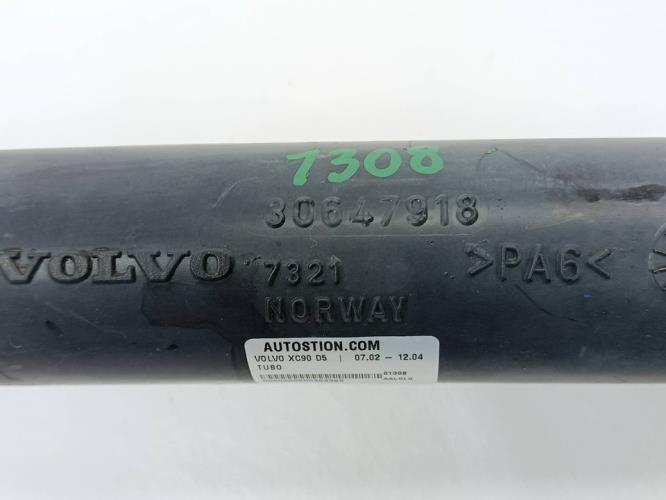 7308
30647918
VOLVO 7321 >PA6<
NORWAY
AUTOSTION.COM
VOLVO XC90 D5 | 07.02 – 12.04
TUBO